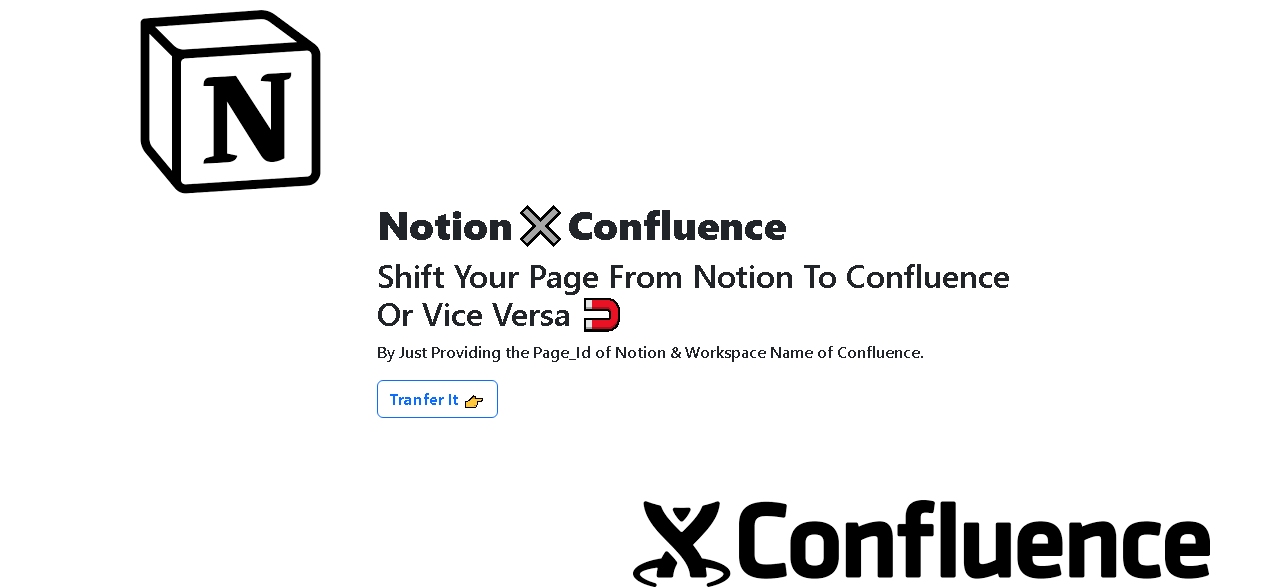 N
Notion ✖ Confluence
Shift Your Page From Notion To Confluence
Or Vice Versa 🧲
By Just Providing the Page_Id of Notion & Workspace Name of Confluence.
Tranfer It 👉
Confluence